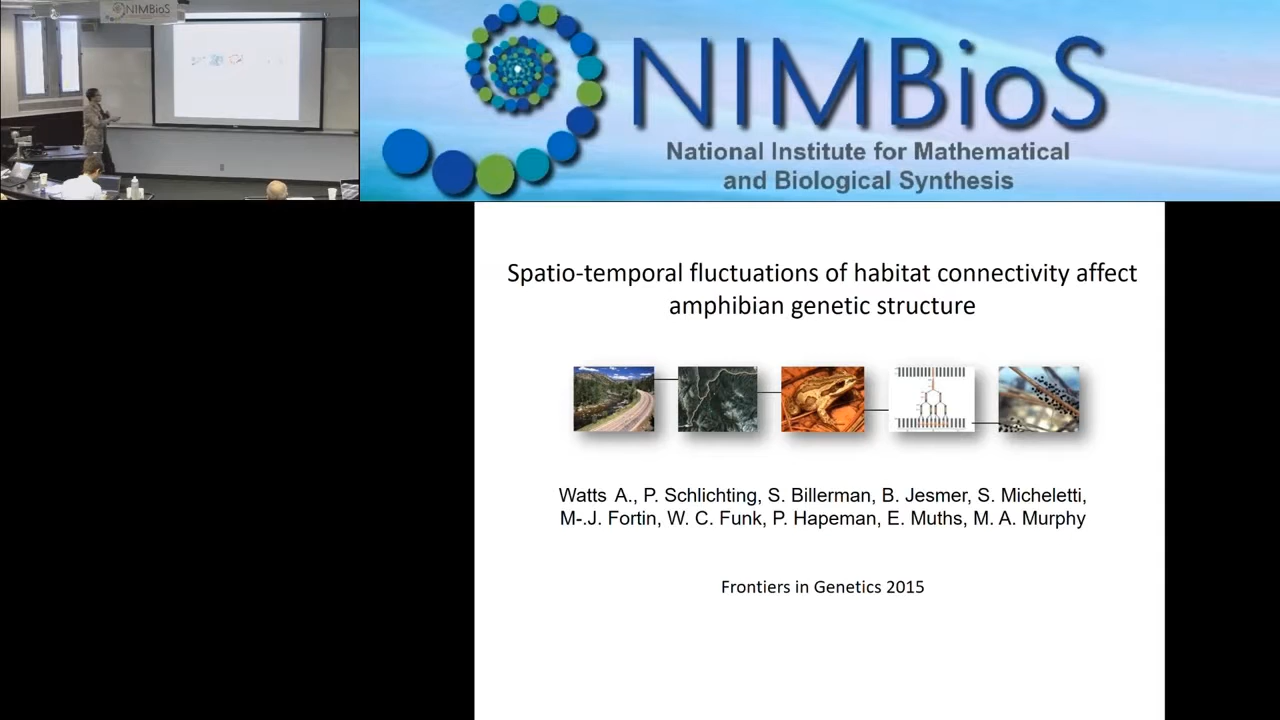 NIMBioS
NIMBioS
National Institute for Mathematical
and Biological Synthesis
Spatio-temporal fluctuations of habitat connectivity affect
amphibian genetic structure
Watts A., P. Schlichting, S. Billerman, B. Jesmer, S. Micheletti,
M-.J. Fortin, W. C. Funk, P. Hapeman, E. Muths, M. A. Murphy
Frontiers in Genetics 2015